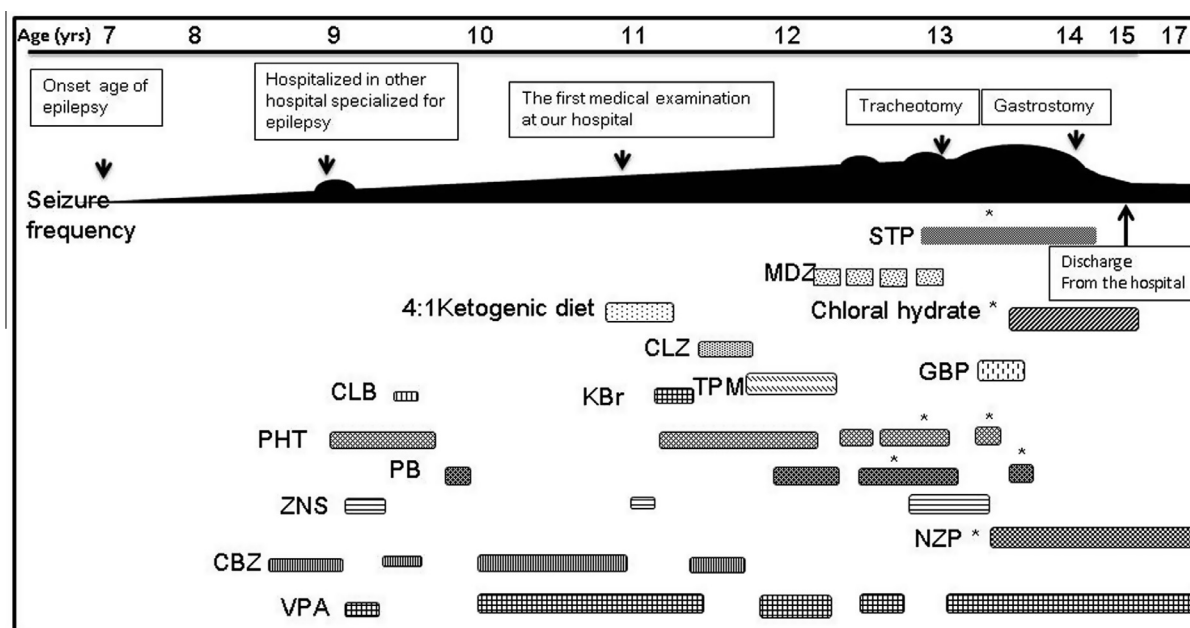 Age (yrs) 7 8 9 10 11 12 13 14 15 17
Onset age of
epilepsy
Hospitalized in other
hospital specialized for
epilepsy
The first medical examination
at our hospital
Tracheotomy
Gastrostomy
Seizure
frequency
*
STP
Discharge
From the hospital
MDZ
4:1Ketogenic diet
Chloral hydrate *
CLZ
TPM
GBP
CLB
KBr
PHT
* *
PB
* *
ZNS
NZP *
CBZ
VPA